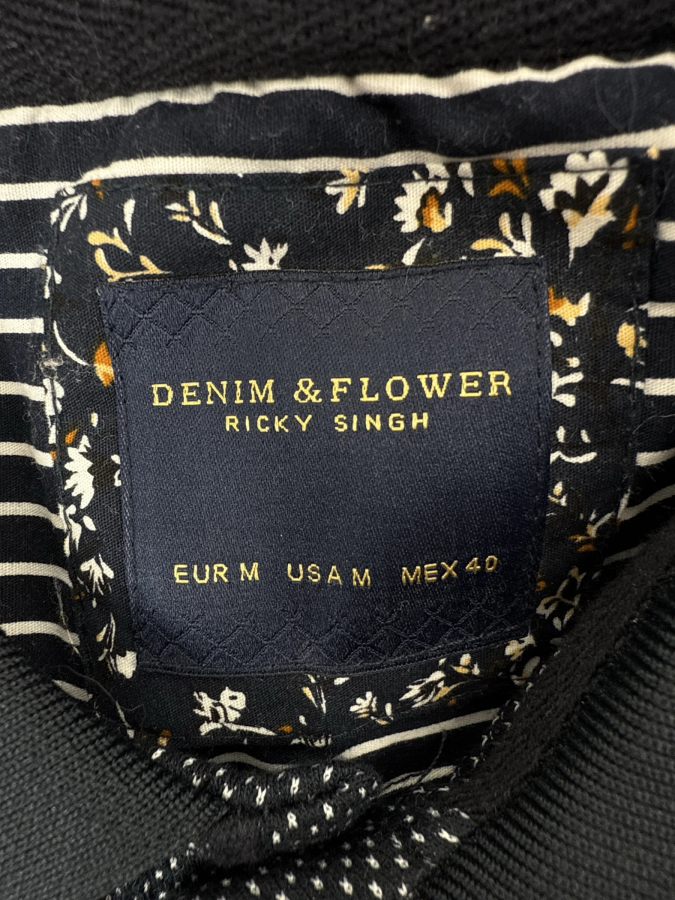 DENIM & FLOWER
RICKY SINGH
EUR M USA M MEX 40